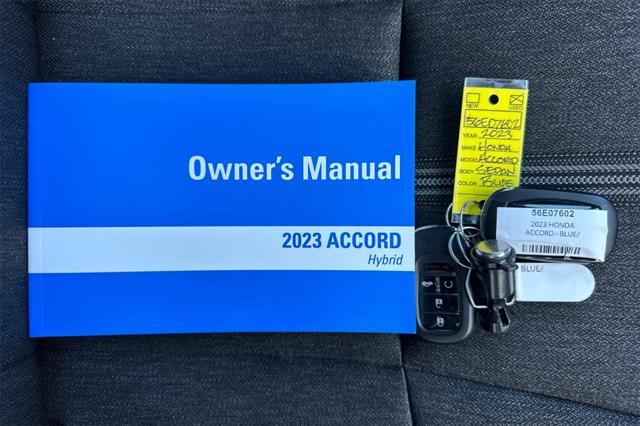 Owner's Manual
2023 ACCORD
Hybrid
NEW
USED
56E07602
YEAR 2023
MAKE HONDA
MODEL ACCORD
BODY SEDAN
COLOR BLUE
56E07602
2023 HONDA
ACCORD - BLUE/
BLUE/